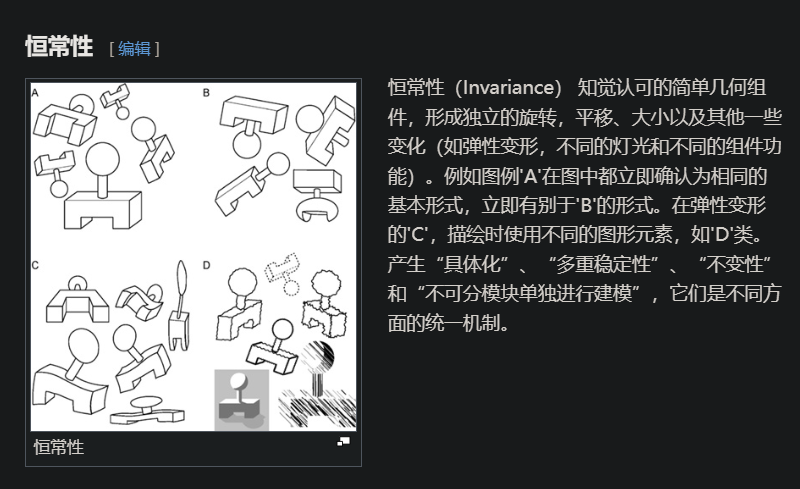 恒常性 [ 编辑 ]
A
B
C
D
恒常性
恒常性（Invariance） 知觉认可的简单几何组
件，形成独立的旋转，平移、大小以及其他一些
变化（如弹性变形，不同的灯光和不同的组件功
能）。例如图例'A'在图中都立即确认为相同的
基本形式，立即有别于'B'的形式。在弹性变形
的'C'，描绘时使用不同的图形元素，如'D'类。
产生“具体化”、“多重稳定性”、“不变性”
和“不可分模块单独进行建模”，它们是不同方
面的统一机制。